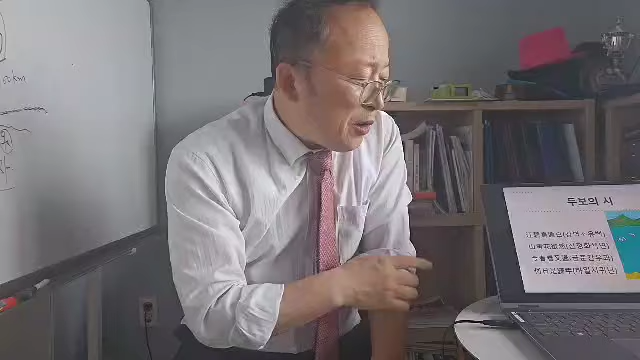 00km
두보의 시
江碧鳥逾白(강벽조유백)
山靑花欲然(산청화욕연)
今春看又過(금춘간우과)
何日是歸年(하일시귀년)